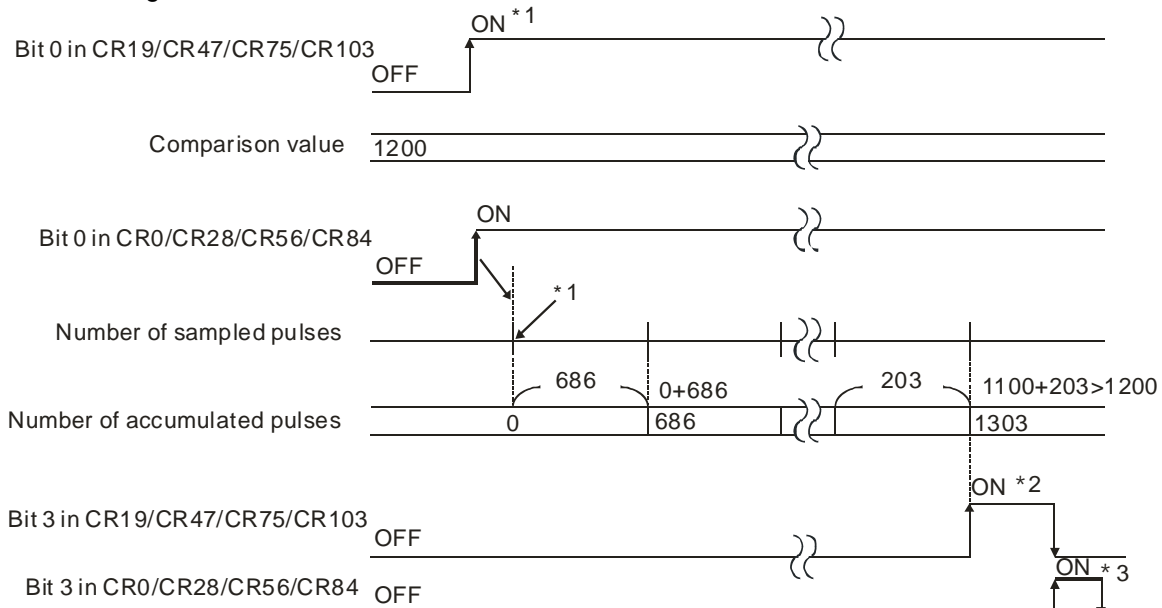 ON *1
Bit 0 in CR19/CR47/CR75/CR103
OFF
Comparison value
1200
ON
Bit 0 in CR0/CR28/CR56/CR84
OFF
*1
Number of sampled pulses
686
0+686
203
1100+203>1200
Number of accumulated pulses
0
686
1303
ON *2
Bit 3 in CR19/CR47/CR75/CR103
OFF
ON *3
Bit 3 in CR0/CR28/CR56/CR84
OFF